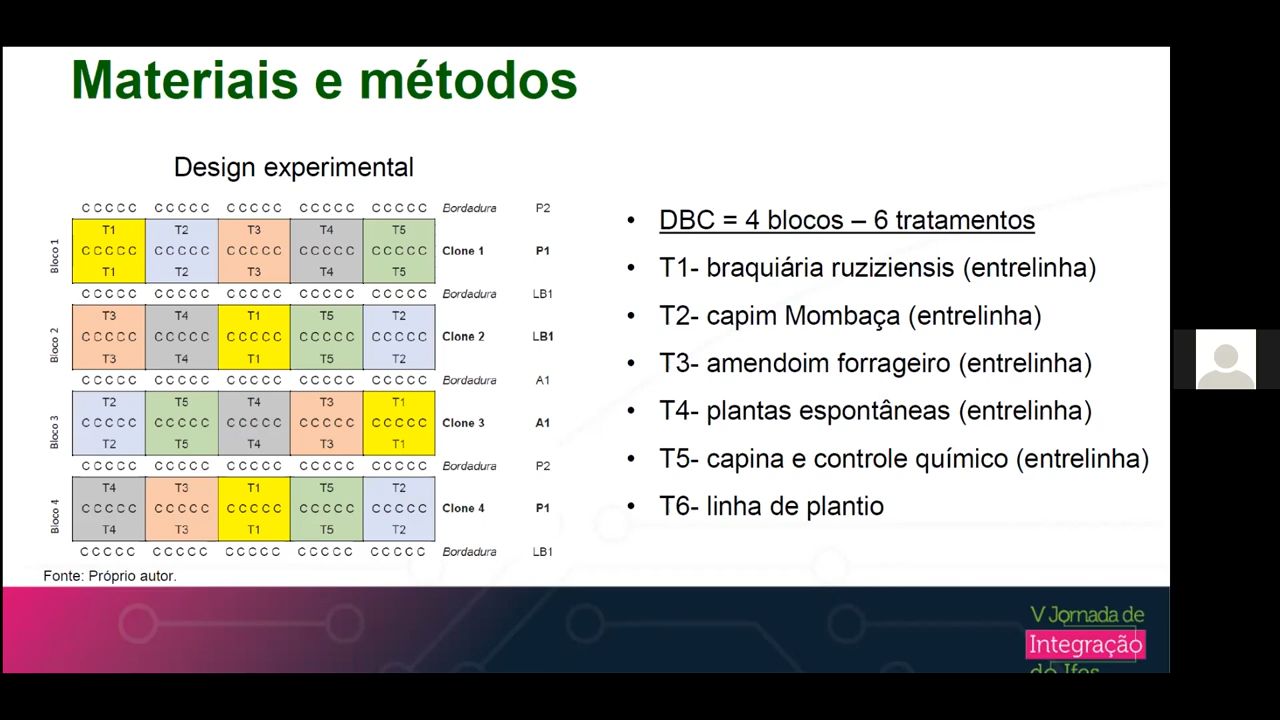 Materiais e métodos
Design experimental
C C C C C C C C C C C C C C C C C C C C C C C C C Bordadura P2
Bloco 1
T1 T2 T3 T4 T5
C C C C C C C C C C C C C C C C C C C C C C C C C Clone 1 P1
T1 T2 T3 T4 T5
C C C C C C C C C C C C C C C C C C C C C C C C C Bordadura LB1
Bloco 2
T3 T4 T1 T5 T2
C C C C C C C C C C C C C C C C C C C C C C C C C Clone 2 LB1
T3 T4 T1 T5 T2
C C C C C C C C C C C C C C C C C C C C C C C C C Bordadura A1
Bloco 3
T2 T5 T4 T3 T1
C C C C C C C C C C C C C C C C C C C C C C C C C Clone 3 A1
T2 T5 T4 T3 T1
C C C C C C C C C C C C C C C C C C C C C C C C C Bordadura P2
Bloco 4
T4 T3 T1 T5 T2
C C C C C C C C C C C C C C C C C C C C C C C C C Clone 4 P1
T4 T3 T1 T5 T2
C C C C C C C C C C C C C C C C C C C C C C C C C Bordadura LB1
Fonte: Próprio autor.
• DBC = 4 blocos – 6 tratamentos
• T1- braquiária ruziziensis (entrelinha)
• T2- capim Mombaça (entrelinha)
• T3- amendoim forrageiro (entrelinha)
• T4- plantas espontâneas (entrelinha)
• T5- capina e controle químico (entrelinha)
• T6- linha de plantio
V Jornada de
Integração
do Ifes